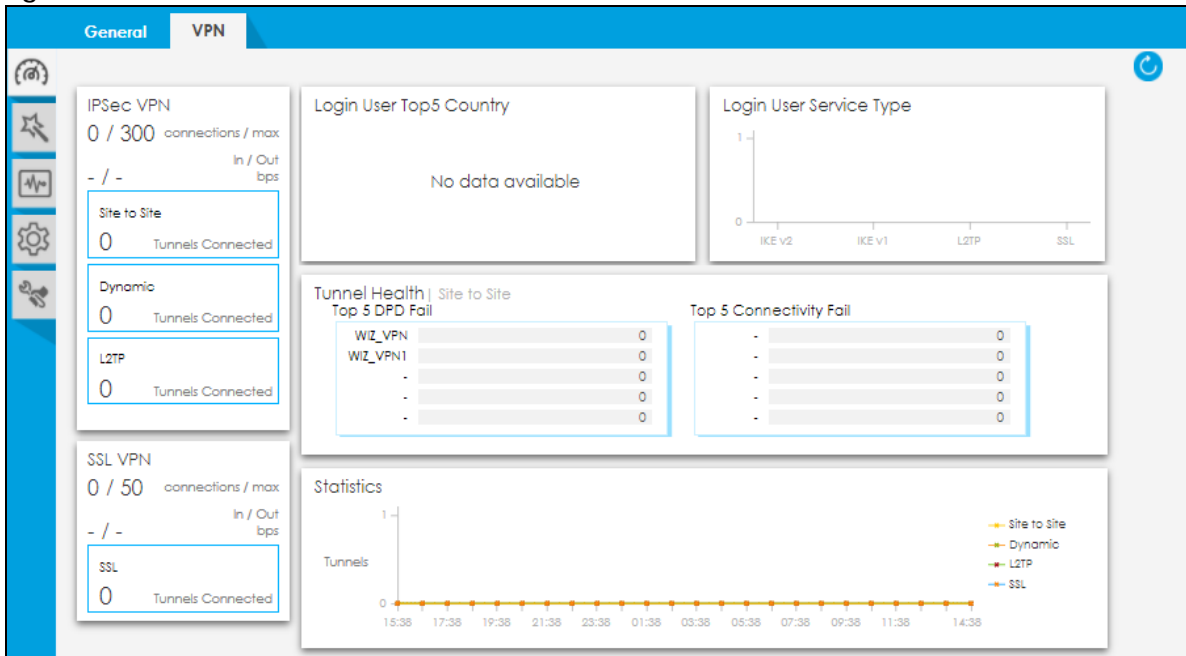 General VPN
IPSec VPN
0 / 300 connections / max
In / Out
- / - bps
Site to Site
0 Tunnels Connected
Dynamic
0 Tunnels Connected
L2TP
0 Tunnels Connected
SSL VPN
0 / 50 connections / max
In / Out
- / - bps
SSL
0 Tunnels Connected
Login User Top5 Country
No data available
Login User Service Type
1
0
IKE v2 IKE v1 L2TP SSL
Tunnel Health | Site to Site
Top 5 DPD Fail
WIZ_VPN 0
WIZ_VPN1 0
- 0
- 0
- 0
Top 5 Connectivity Fail
- 0
- 0
- 0
- 0
- 0
Statistics
1
Tunnels
0
15:38 17:38 19:38 21:38 23:38 01:38 03:38 05:38 07:38 09:38 11:38 14:38
Site to Site
Dynamic
L2TP
SSL